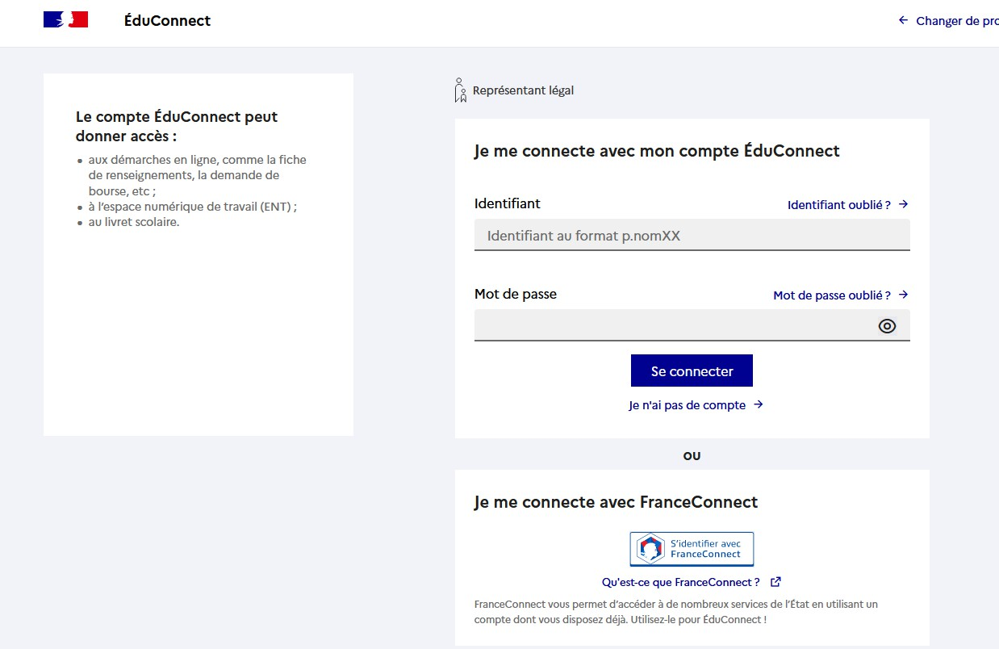 ÉduConnect
← Changer de
Le compte ÉduConnect peut
donner accès :
• aux démarches en ligne, comme la fiche
de renseignements, la demande de
bourse, etc ;
• à l'espace numérique de travail (ENT) ;
• au livret scolaire.
Représentant légal
Je me connecte avec mon compte ÉduConnect
Identifiant
Identifiant oublié ? →
Identifiant au format p.nomXX
Mot de passe
Mot de passe oublié ? →
Se connecter
Je n'ai pas de compte →
OU
Je me connecte avec FranceConnect
S'identifier avec
FranceConnect
Qu'est-ce que FranceConnect ?
FranceConnect vous permet d'accéder à de nombreux services de l'État en utilisant un
compte dont vous disposez déjà. Utilisez-le pour ÉduConnect !